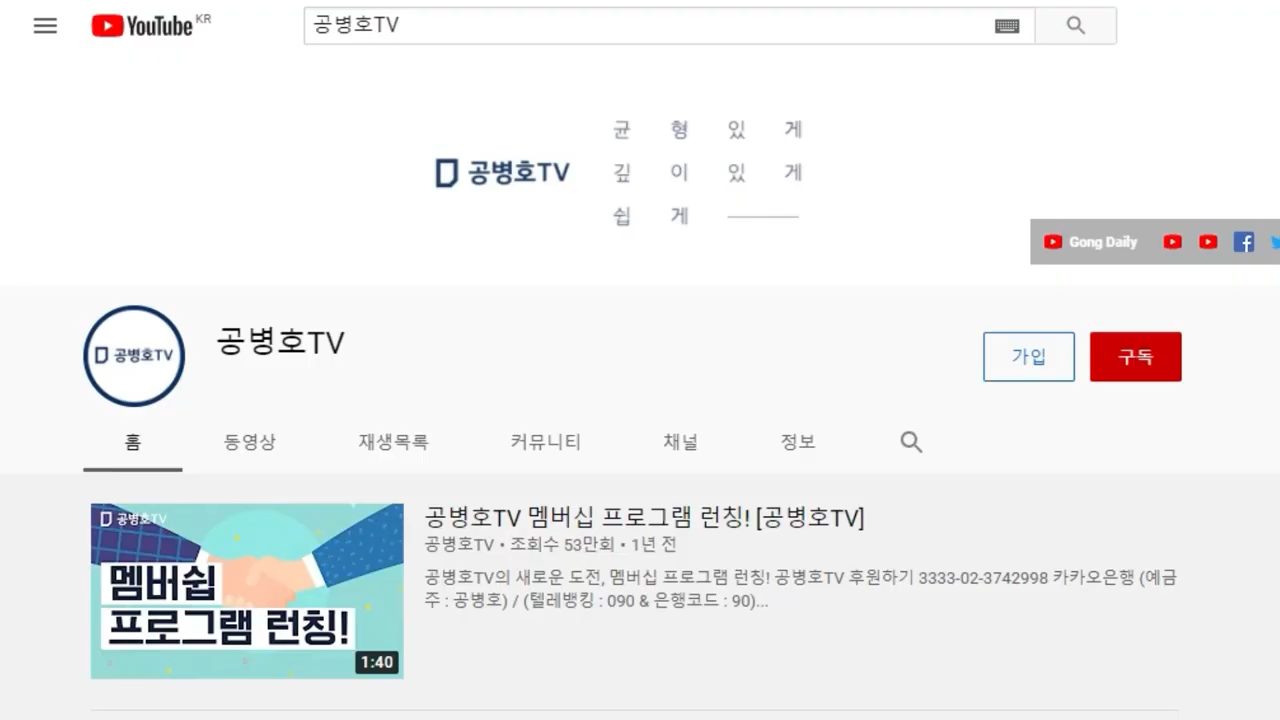 YouTube KR
공병호TV
균 형 있 게
공병호TV
깊 이 있 게
쉽 게
Gong Daily
공병호TV
공병호TV
가입
구독
홈
동영상
재생목록
커뮤니티
채널
정보
공병호TV
멤버쉽
프로그램 런칭!
1:40
공병호TV 멤버십 프로그램 런칭! [공병호TV]
공병호TV • 조회수 53만회 • 1년 전
공병호TV의 새로운 도전, 멤버십 프로그램 런칭! 공병호TV 후원하기 3333-02-3742998 카카오은행 (예금
주 : 공병호) / (텔레뱅킹 : 090 & 은행코드 : 90)...